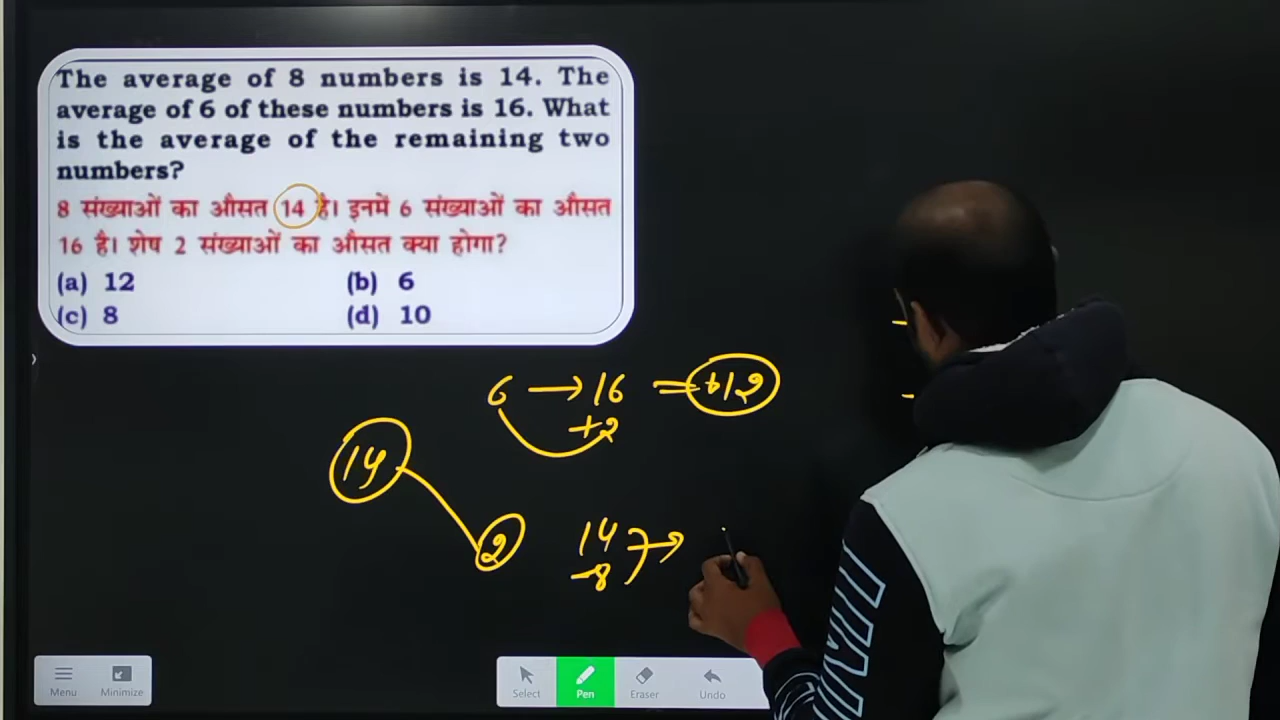 The average of 8 numbers is 14. The
average of 6 of these numbers is 16. What
is the average of the remaining two
numbers?
8 संख्याओं का औसत 14 है। इनमें 6 संख्याओं का औसत
16 है। शेष 2 संख्याओं का औसत क्या होगा?
(a) 12 (b) 6
(c) 8 (d) 10
6 → 16 = +12
+2
14
2 14 →
-8
Menu Minimize Select Pen Eraser Undo